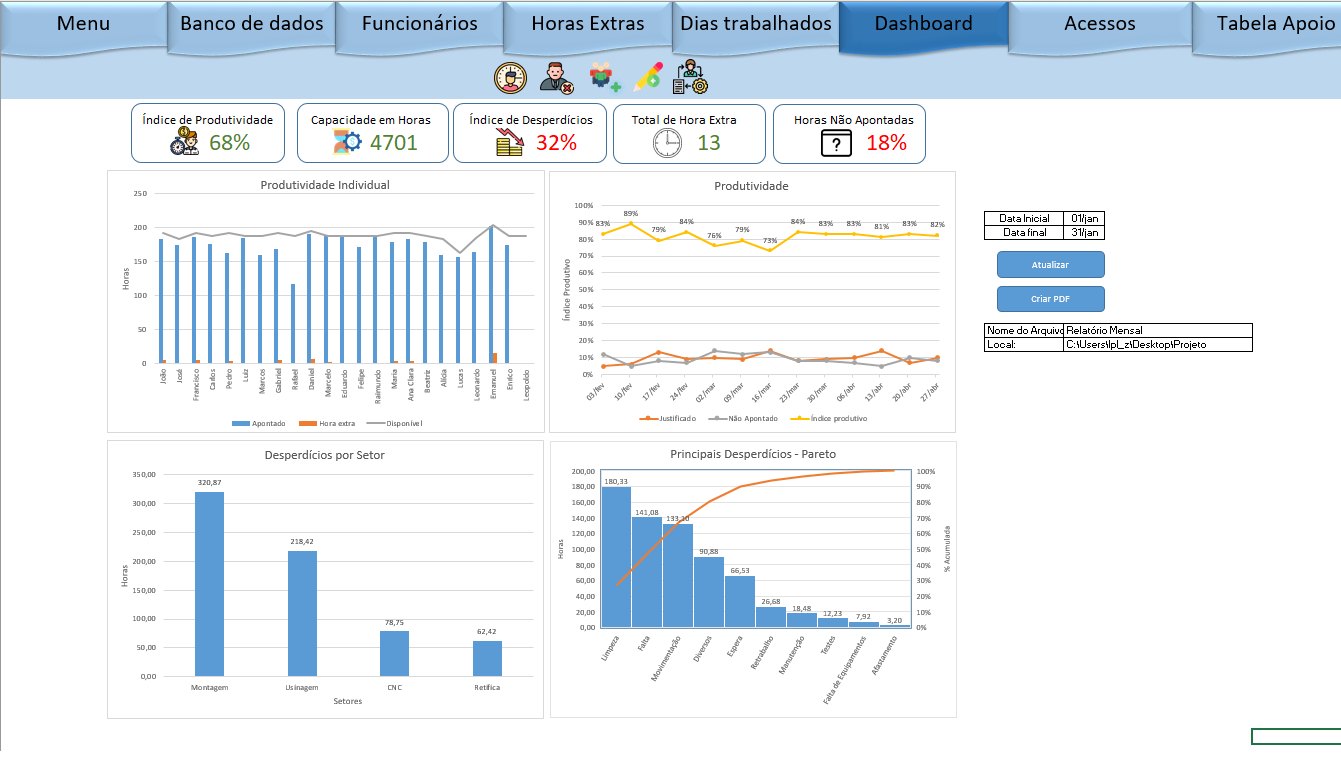 Menu
Banco de dados
Funcionários
Horas Extras
Dias trabalhados
Dashboard
Acessos
Tabela Apoio
Índice de Produtividade
68%
Capacidade em Horas
4701
Índice de Desperdícios
32%
Total de Hora Extra
13
Horas Não Apontadas
18%
Produtividade Individual
250
200
150
100
50
0
Horas
João
José
Francisco
Carlos
Pedro
Luiz
Marcos
Gabriel
Rafael
Daniel
Marcelo
Eduardo
Felipe
Raimundo
Maria
Ana Clara
Beatriz
Alícia
Lucas
Leonardo
Emanuel
Enrico
Leopoldo
Apontado
Hora extra
Disponível
Produtividade
100%
90%
80%
70%
60%
50%
40%
30%
20%
10%
0%
Índice Produtivo
83%
89%
79%
84%
76%
79%
73%
84%
83%
83%
81%
83%
82%
03/fev
10/fev
17/fev
24/fev
02/mar
09/mar
16/mar
23/mar
30/mar
06/abr
13/abr
20/abr
27/abr
Justificado
Não Apontado
Índice produtivo
Data Inicial 01/jan
Data final 31/jan
Atualizar
Criar PDF
Nome do Arquivo Relatório Mensal
Local: C:\Users\lpl_z\Desktop\Projeto
Desperdícios por Setor
350,00
300,00
250,00
200,00
150,00
100,00
50,00
0,00
Horas
320,87
218,42
78,75
62,42
Montagem
Usinagem
CNC
Retífica
Setores
Principais Desperdícios - Pareto
200,00
180,00
160,00
140,00
120,00
100,00
80,00
60,00
40,00
20,00
0,00
Horas
180,33
141,08
133,10
90,88
66,53
26,68
18,48
12,23
7,92
3,20
100%
90%
80%
70%
60%
50%
40%
30%
20%
10%
0%
% Acumulada
Limpeza
Falta
Movimentação
Diversos
Espera
Retrabalho
Manutenção
Testes
Falta de Equipamentos
Afastamento